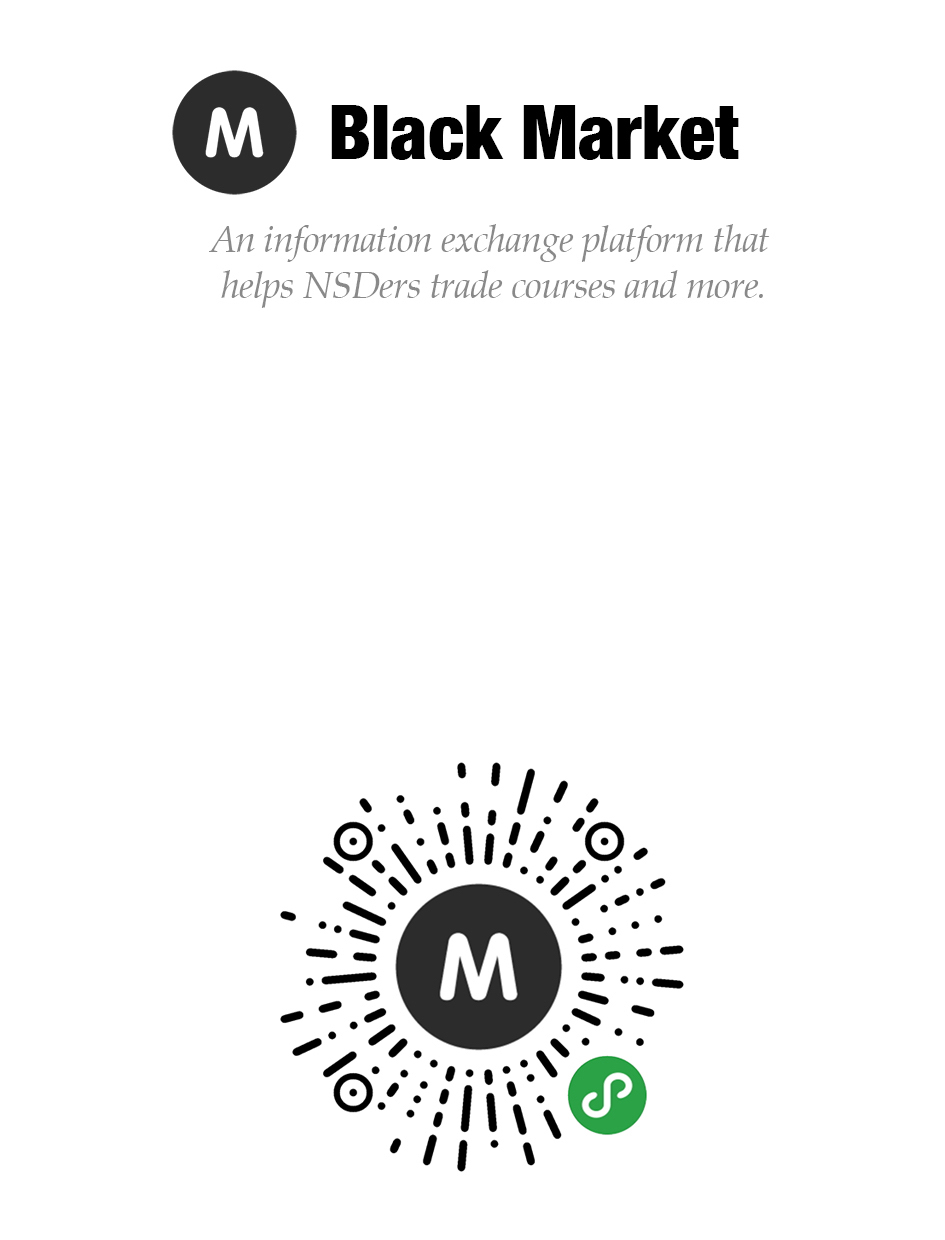 M Black Market
An information exchange platform that
helps NSDers trade courses and more.
M